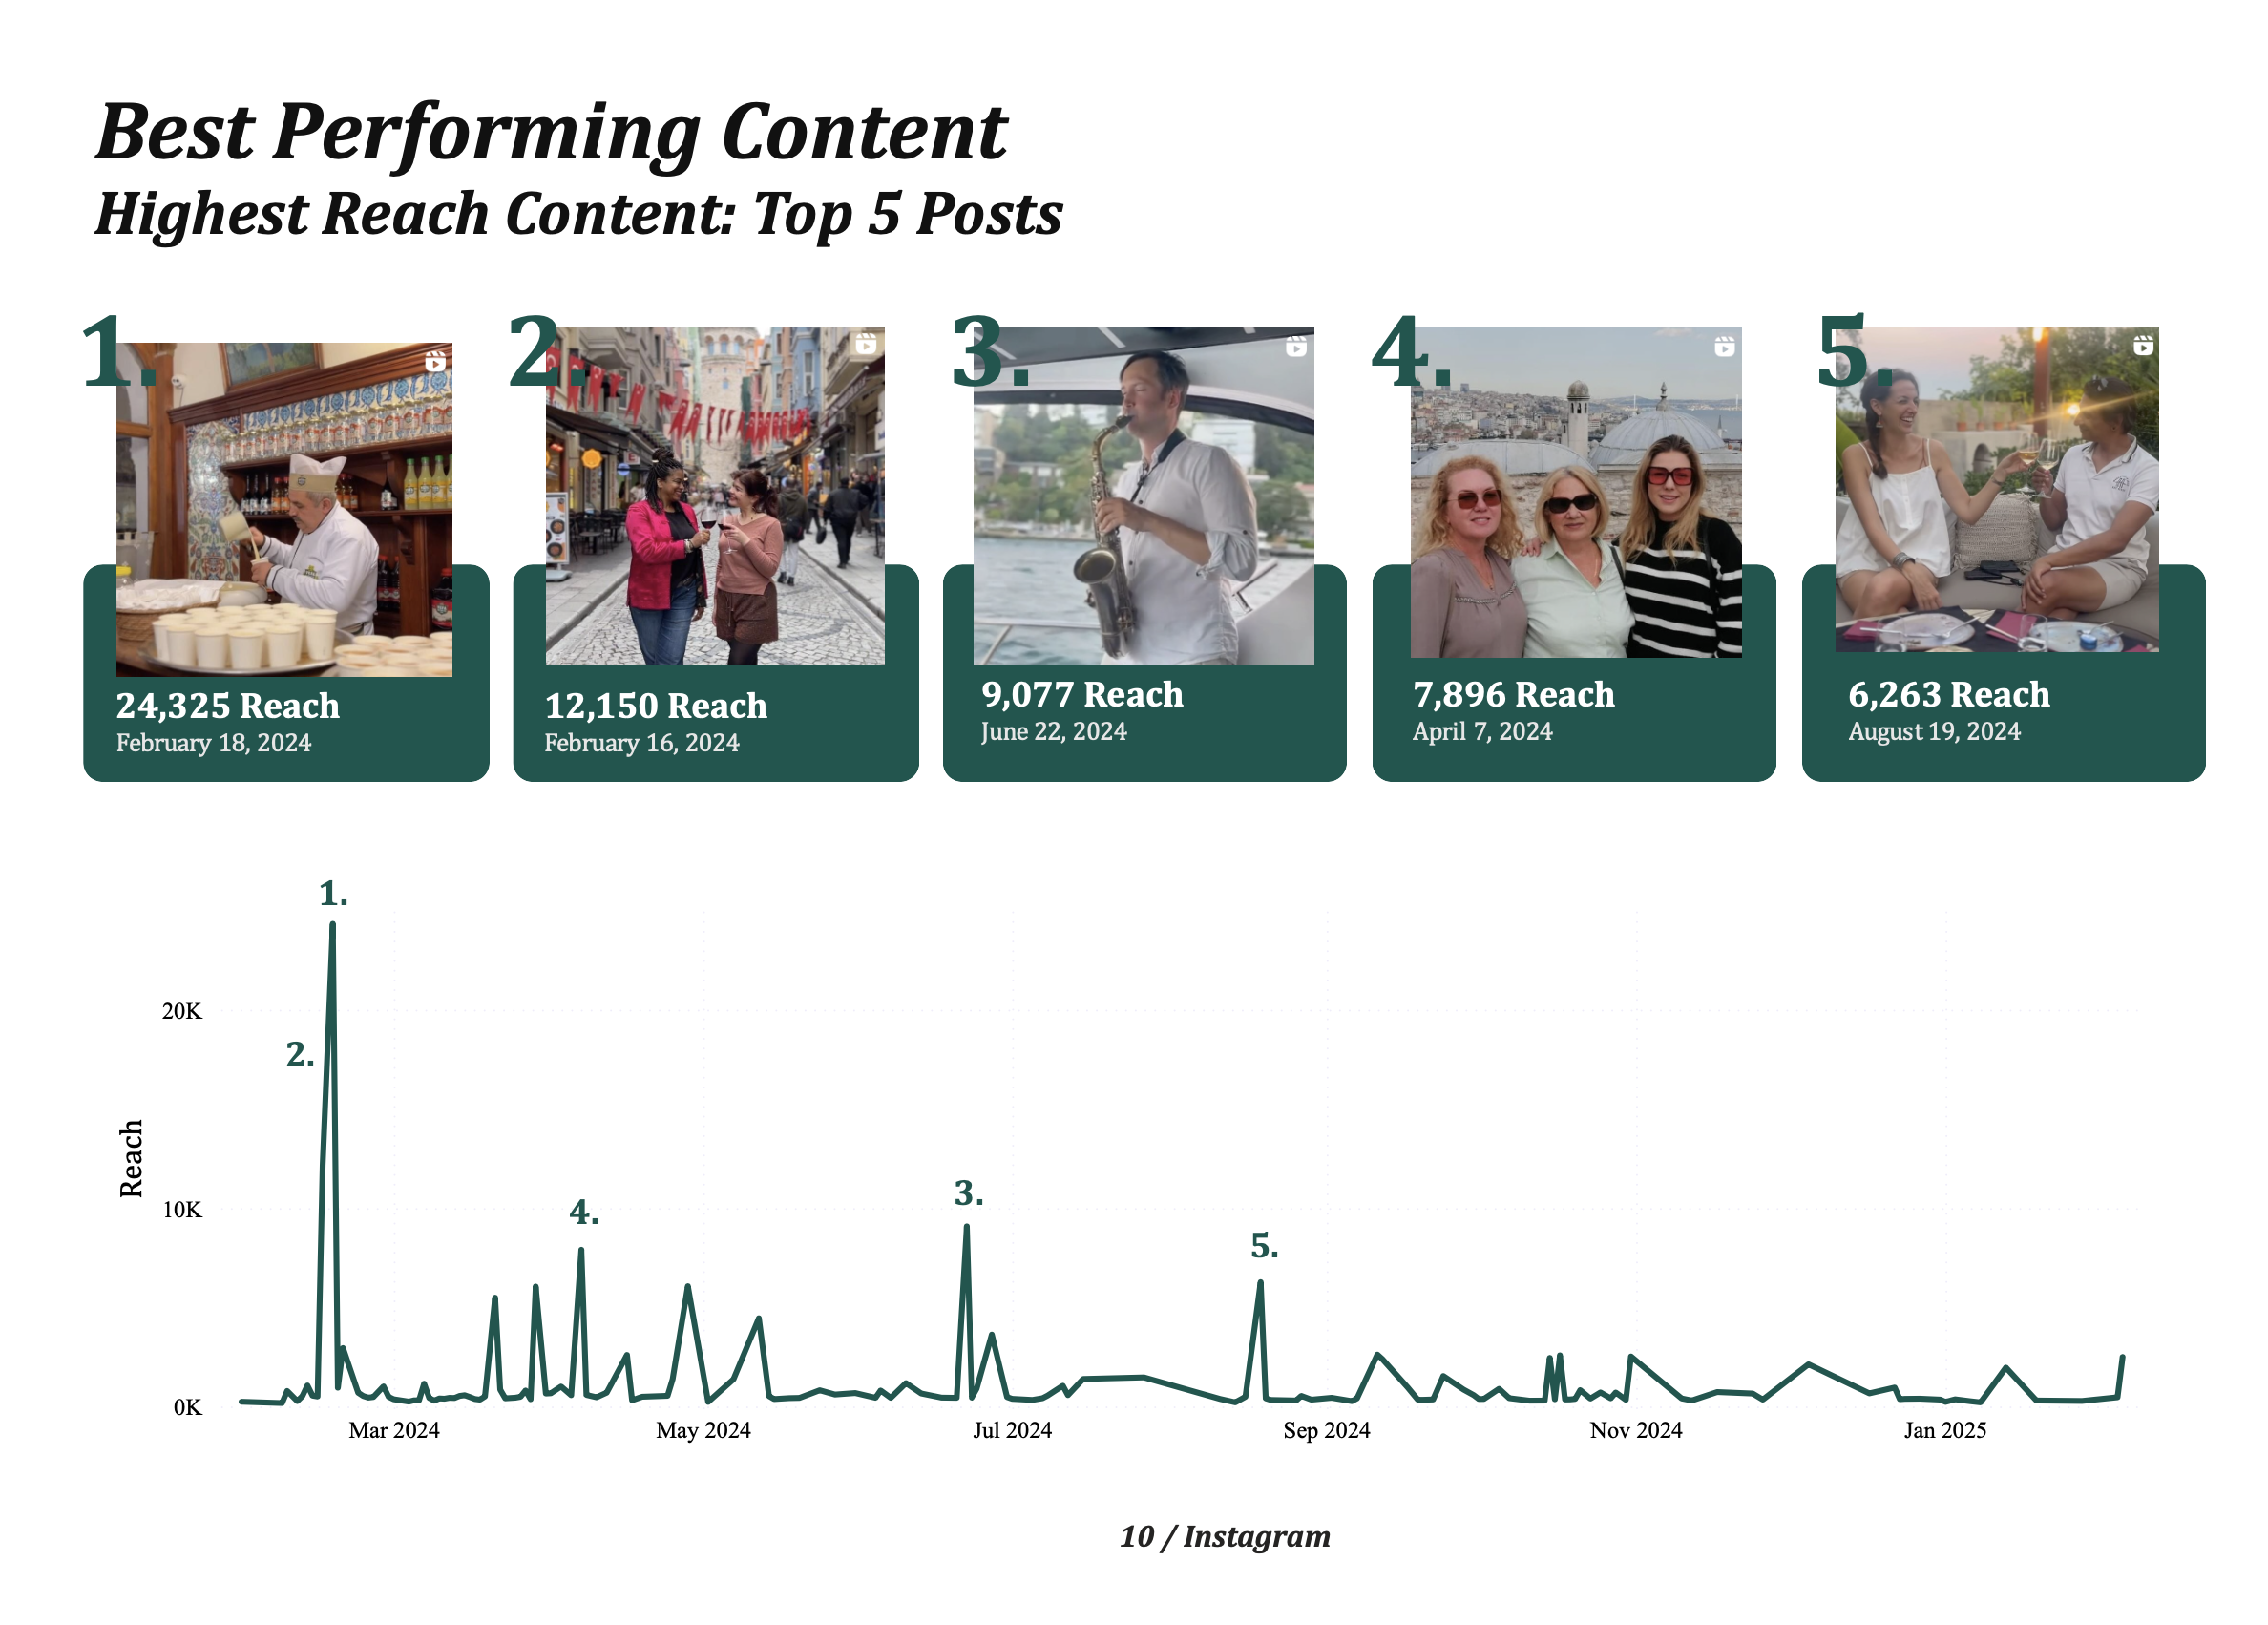 Best Performing Content
Highest Reach Content: Top 5 Posts
1.
2.
3.
4.
5.
24,325 Reach
February 18, 2024
12,150 Reach
February 16, 2024
9,077 Reach
June 22, 2024
7,896 Reach
April 7, 2024
6,263 Reach
August 19, 2024
1.
2.
3.
4.
5.
Reach
20K
10K
0K
Mar 2024
May 2024
Jul 2024
Sep 2024
Nov 2024
Jan 2025
10 / Instagram